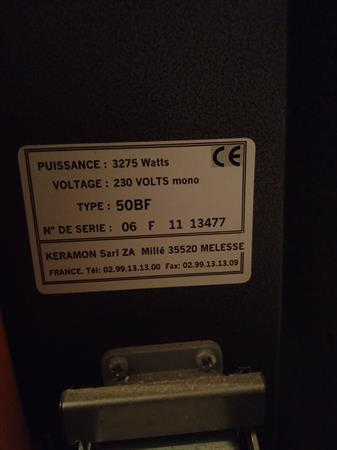 PUISSANCE : 3275 Watts CE
VOLTAGE : 230 VOLTS mono
TYPE : 50BF
N° DE SERIE : 06 F 11 13477
KERAMON Sarl ZA Millé 35520 MELESSE
FRANCE. Tél: 02.99.13.13.00 Fax: 02.99.13.13.09